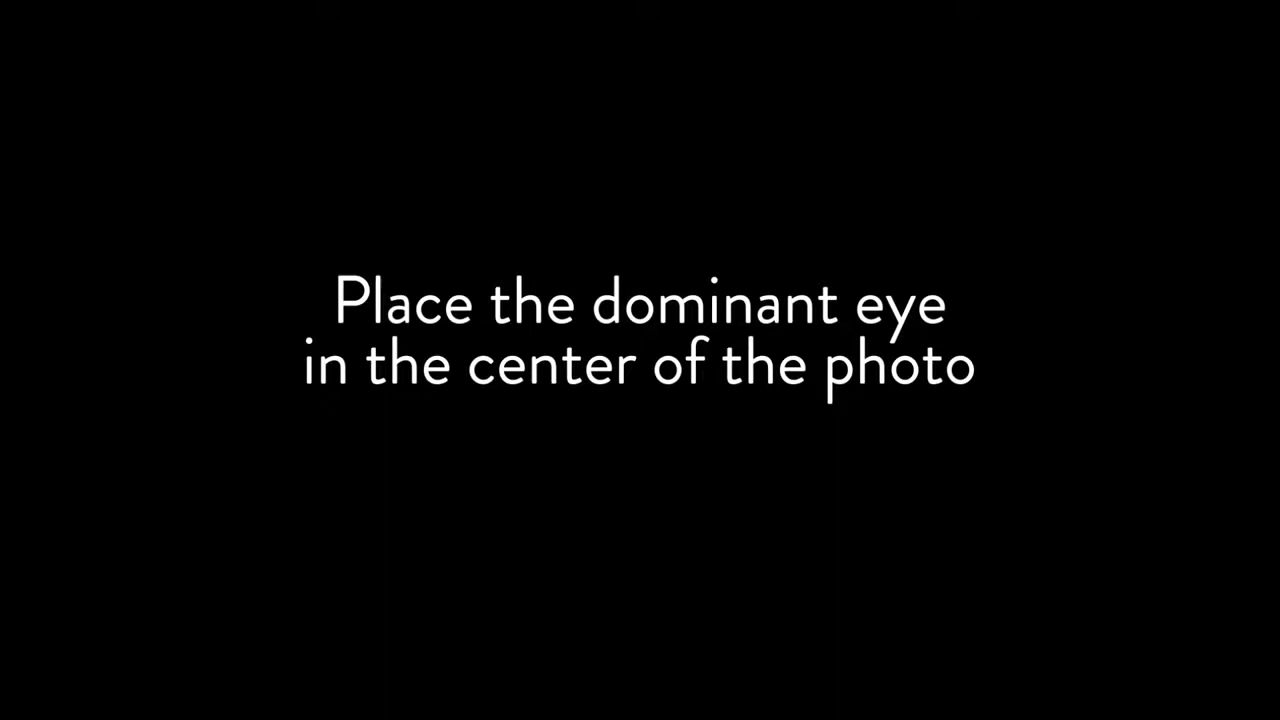 Place the dominant eye
in the center of the photo